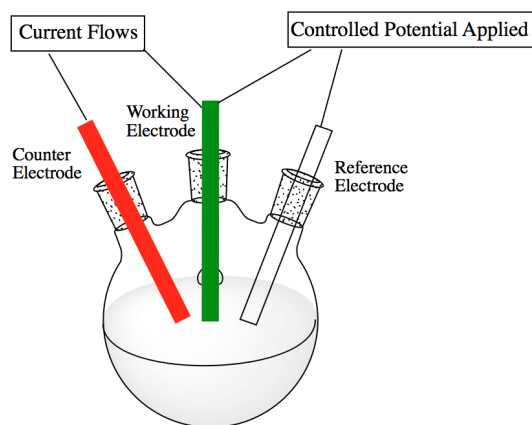 Current Flows
Controlled Potential Applied
Working
Electrode
Counter
Electrode
Reference
Electrode